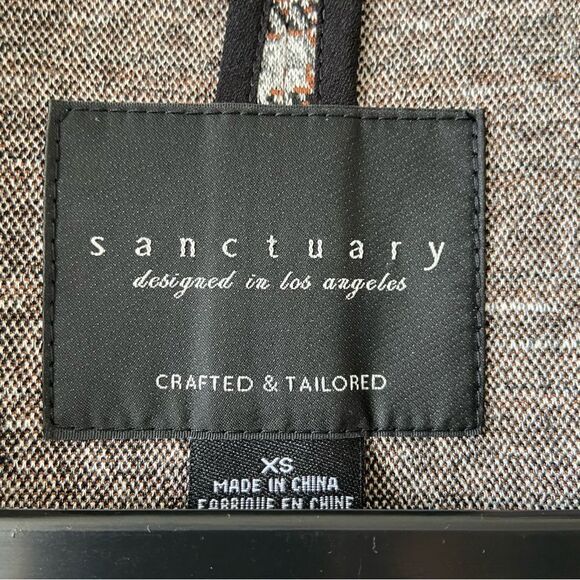 sanctuary
designed in los angeles
CRAFTED & TAILORED
XS
MADE IN CHINA
FABRIQUE EN CHINE